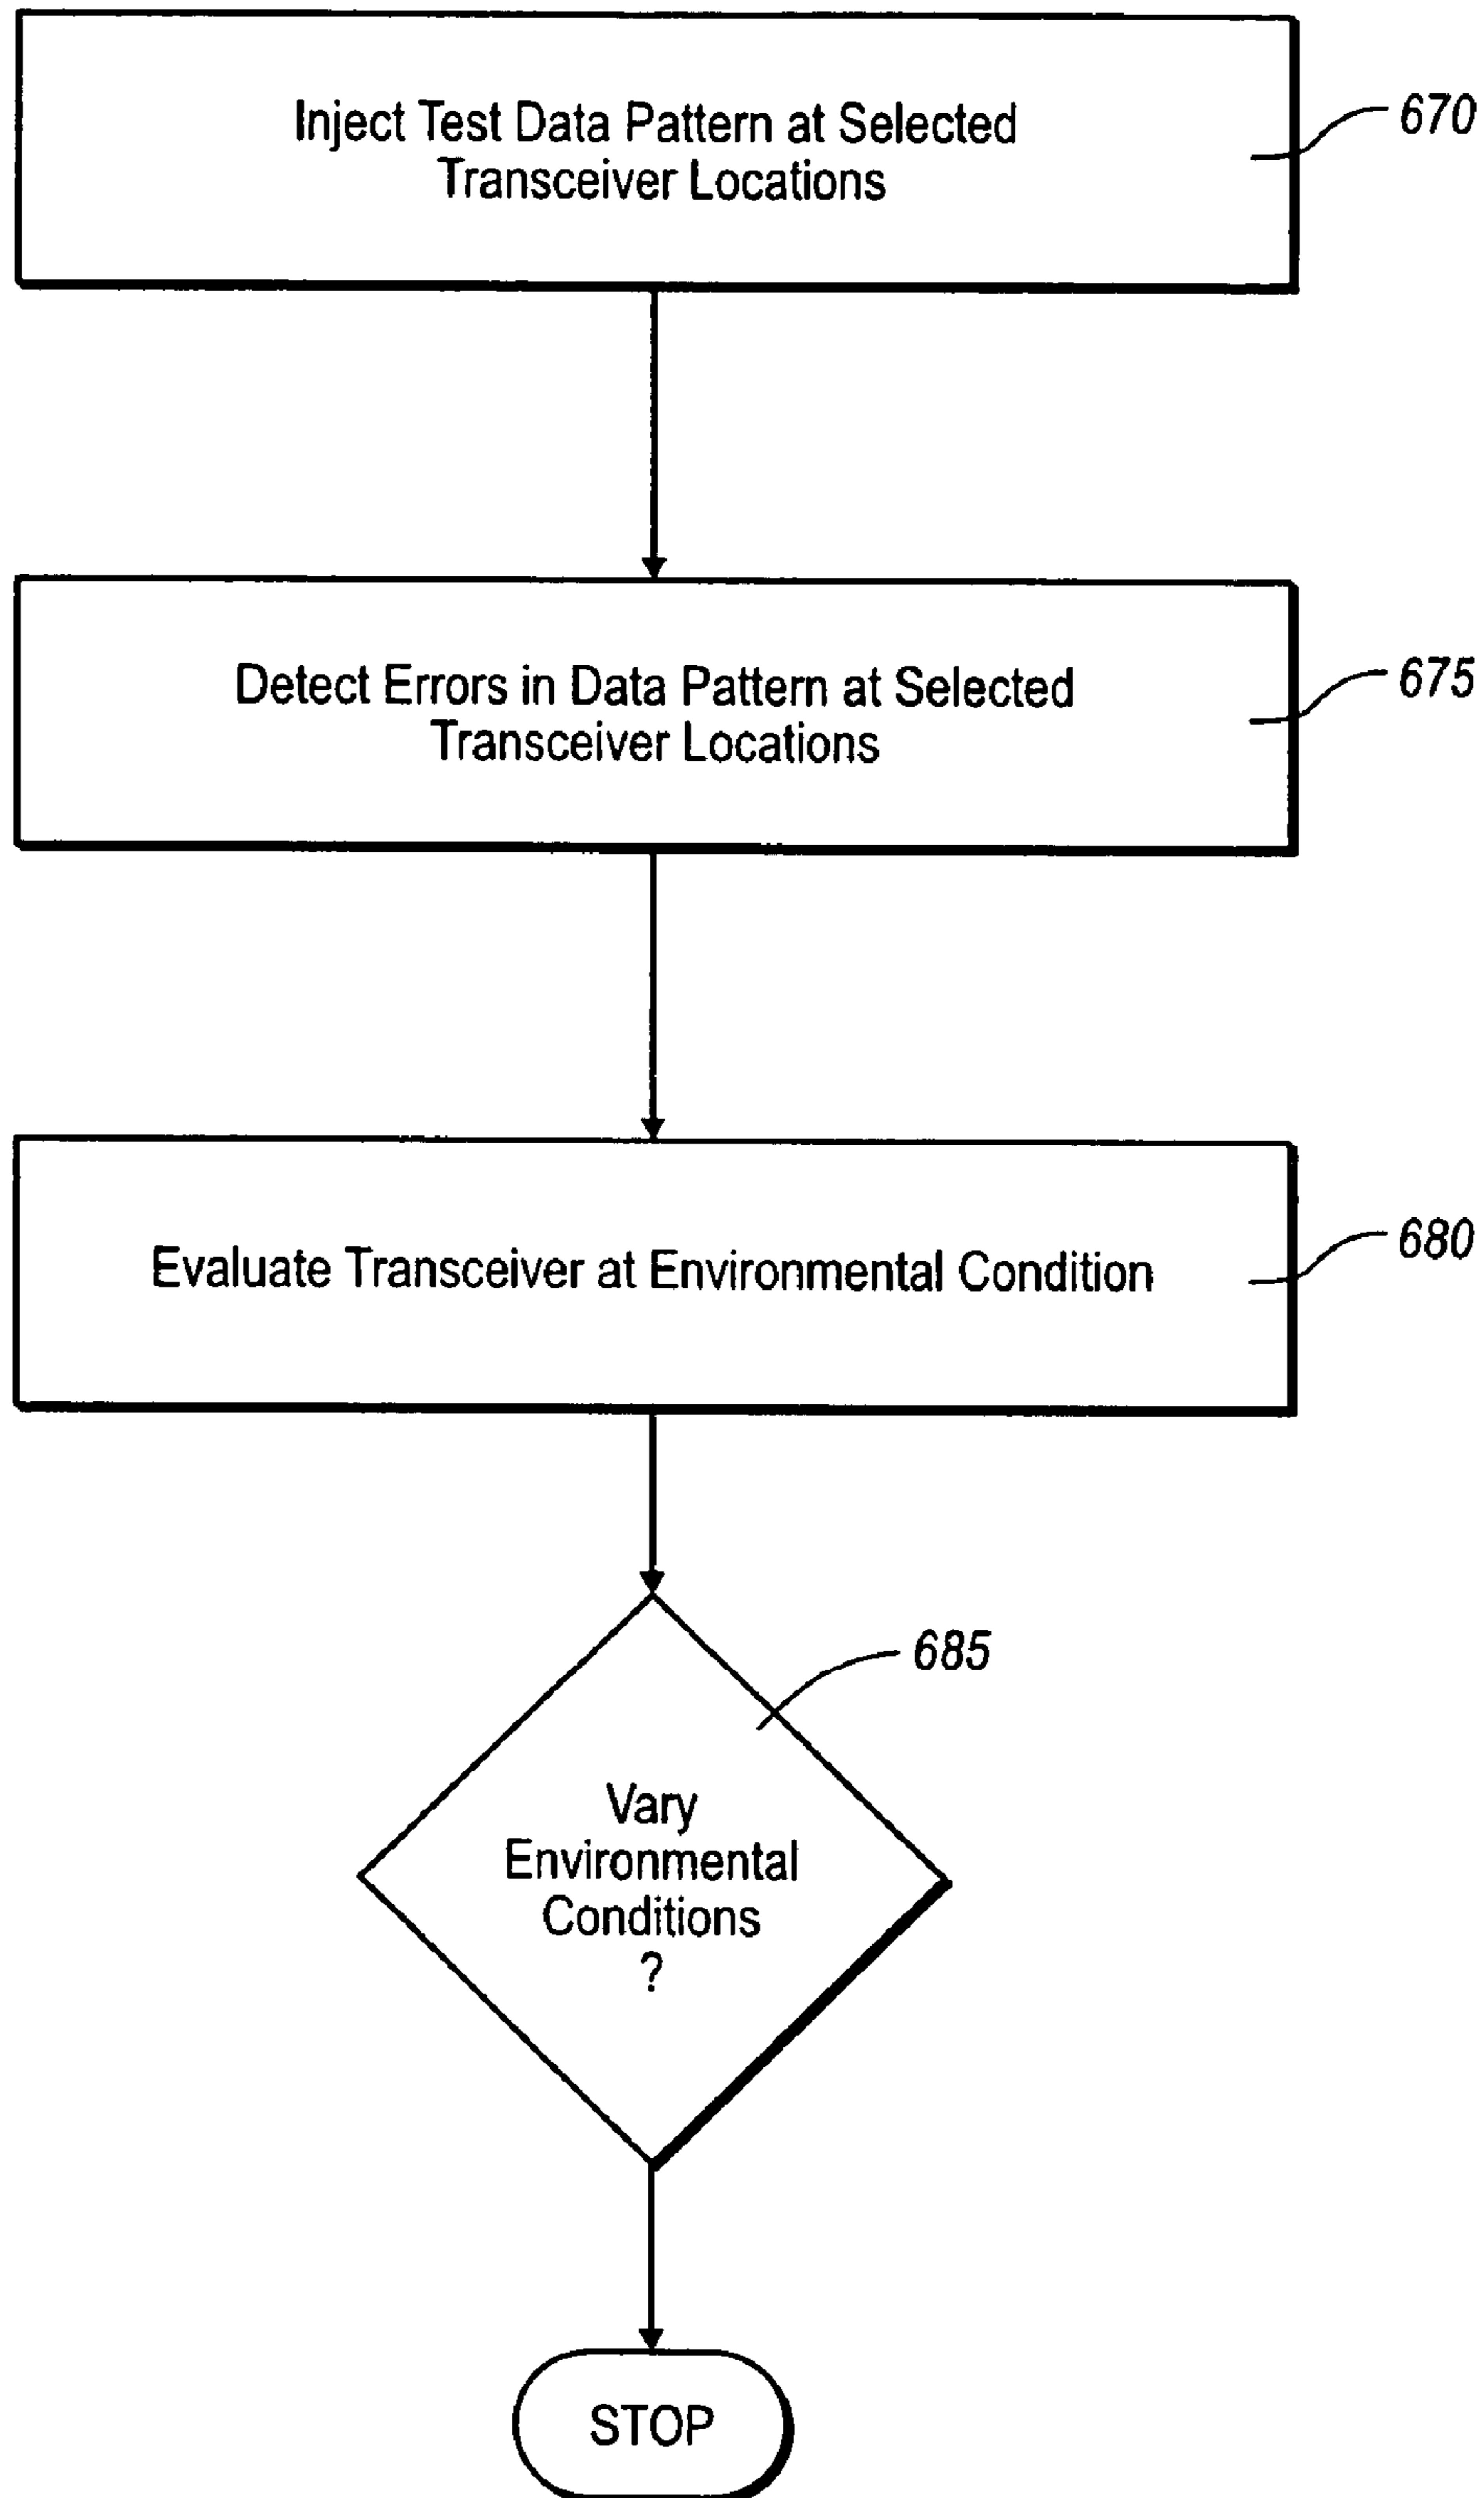 Inject Test Data Pattern at Selected
Transceiver Locations
670
Detect Errors in Data Pattern at Selected
Transceiver Locations
675
Evaluate Transceiver at Environmental Condition
680
685
Vary
Environmental
Conditions
?
STOP